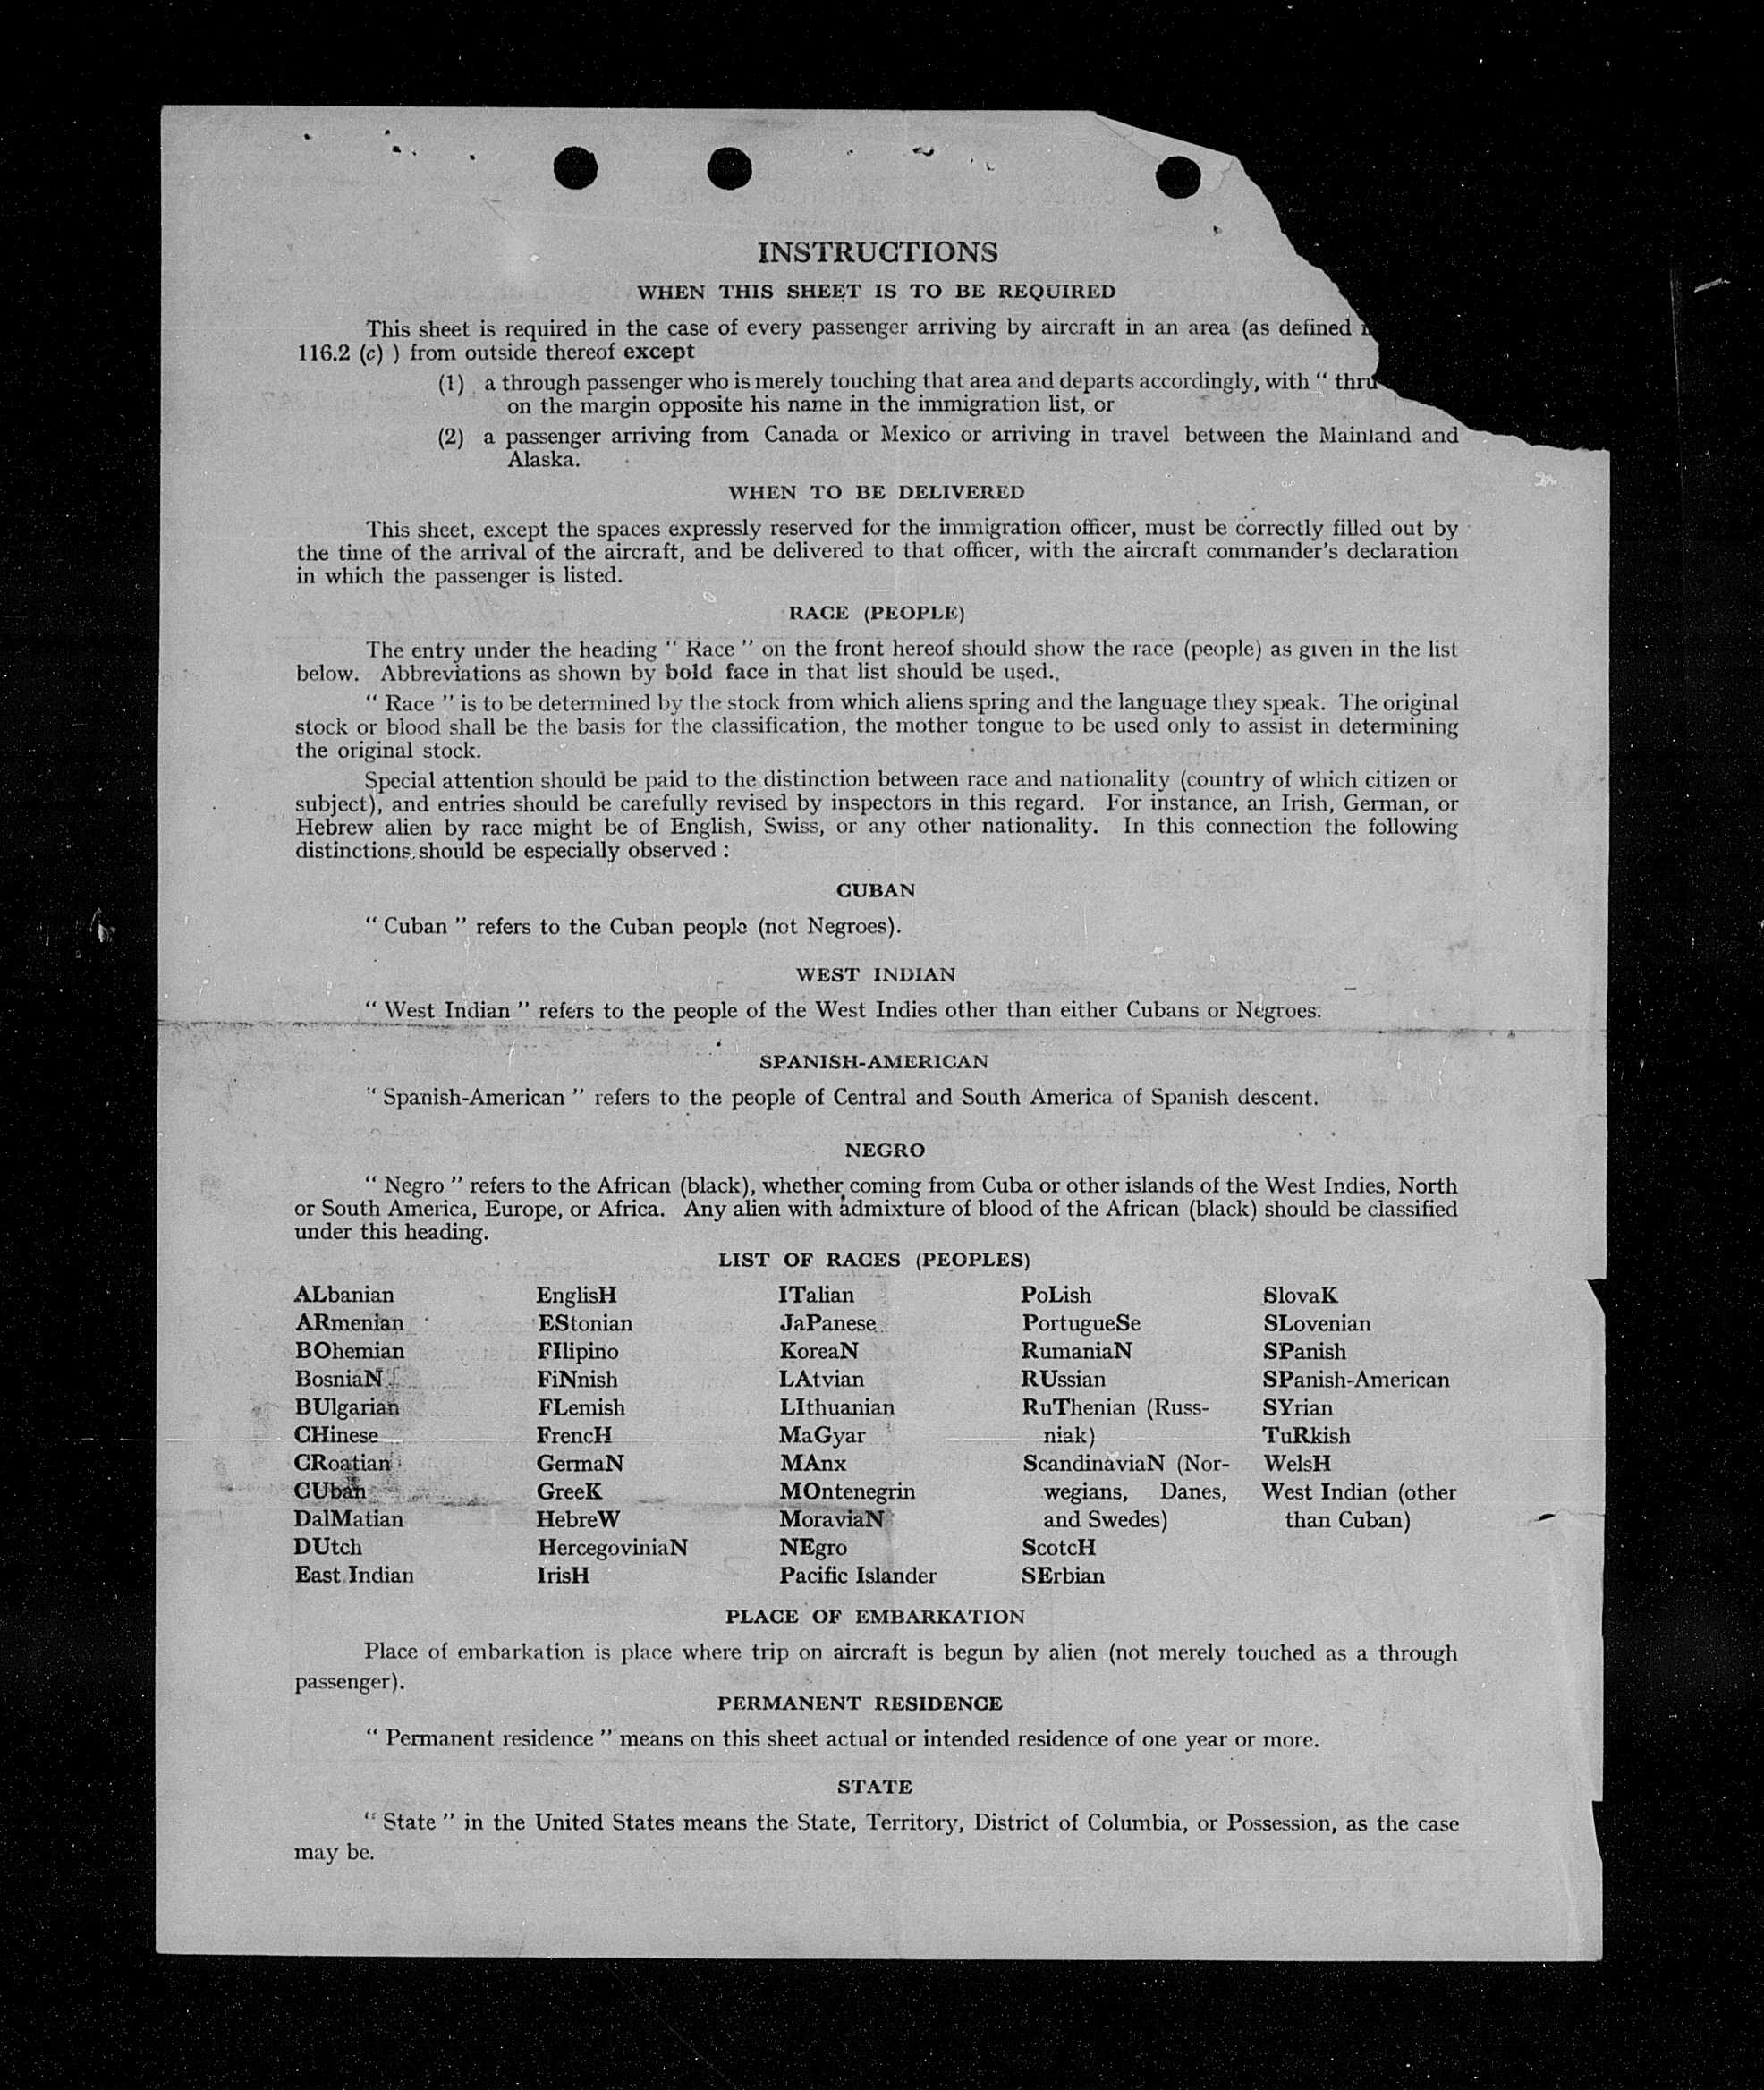 INSTRUCTIONS
WHEN THIS SHEET IS TO BE REQUIRED
This sheet is required in the case of every passenger arriving by aircraft in an area (as defined
116.2 (c) ) from outside thereof except
(1) a through passenger who is merely touching that area and departs accordingly, with “ thru
on the margin opposite his name in the immigration list, or
(2) a passenger arriving from Canada or Mexico or arriving in travel between the Mainland and
Alaska.
WHEN TO BE DELIVERED
This sheet, except the spaces expressly reserved for the immigration officer, must be correctly filled out by
the time of the arrival of the aircraft, and be delivered to that officer, with the aircraft commander’s declaration
in which the passenger is listed.
RACE (PEOPLE)
The entry under the heading “ Race ” on the front hereof should show the race (people) as given in the list
below. Abbreviations as shown by bold face in that list should be used.
“ Race ” is to be determined by the stock from which aliens spring and the language they speak. The original
stock or blood shall be the basis for the classification, the mother tongue to be used only to assist in determining
the original stock.
Special attention should be paid to the distinction between race and nationality (country of which citizen or
subject), and entries should be carefully revised by inspectors in this regard. For instance, an Irish, German, or
Hebrew alien by race might be of English, Swiss, or any other nationality. In this connection the following
distinctions should be especially observed :
CUBAN
“ Cuban ” refers to the Cuban people (not Negroes).
WEST INDIAN
“ West Indian ” refers to the people of the West Indies other than either Cubans or Negroes.
SPANISH-AMERICAN
“ Spanish-American ” refers to the people of Central and South America of Spanish descent.
NEGRO
“ Negro ” refers to the African (black), whether coming from Cuba or other islands of the West Indies, North
or South America, Europe, or Africa. Any alien with admixture of blood of the African (black) should be classified
under this heading.
LIST OF RACES (PEOPLES)
ALbanian
ARmenian
BOhemian
BosniaN
BUlgarian
CHinese
CRoatian
CUban
DalMatian
DUtch
East Indian
EnglisH
EStonian
FIlipino
FiNnish
FLemish
FrencH
GermaN
GreeK
HebreW
HercegoviniaN
IrisH
ITalian
JaPanese
KoreaN
LAtvian
LIthuanian
MaGyar
MAnx
MOntenegrin
MoraviaN
NEgro
Pacific Islander
PoLish
PortugueSe
RumaniaN
RUssian
RuThenian (Russ-
niak)
ScandinaviaN (Nor-
wegians, Danes,
and Swedes)
ScotcH
SErbian
SlovaK
SLovenian
SPanish
SPanish-American
SYrian
TuRkish
WelsH
West Indian (other
than Cuban)
PLACE OF EMBARKATION
Place of embarkation is place where trip on aircraft is begun by alien (not merely touched as a through
passenger).
PERMANENT RESIDENCE
“ Permanent residence ” means on this sheet actual or intended residence of one year or more.
STATE
“ State ” in the United States means the State, Territory, District of Columbia, or Possession, as the case
may be.